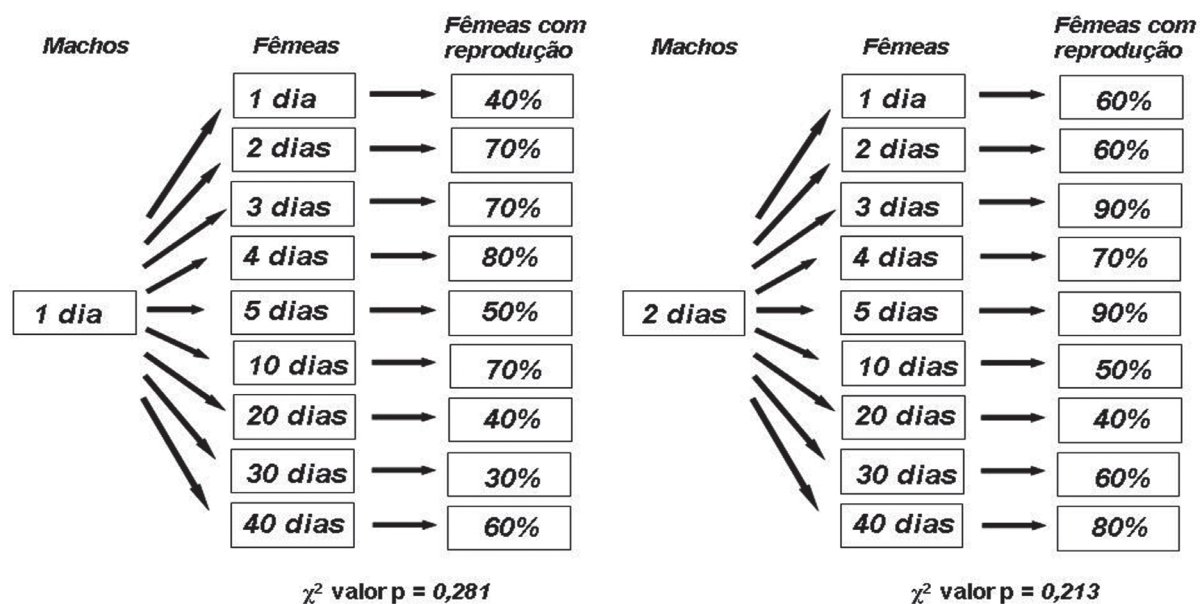 Machos Fêmeas Fêmeas com
reprodução
1 dia 40%
2 dias 70%
3 dias 70%
4 dias 80%
1 dia 5 dias 50%
10 dias 70%
20 dias 40%
30 dias 30%
40 dias 60%
χ² valor p = 0,281
Fêmeas Fêmeas com
reprodução
1 dia 60%
2 dias 60%
3 dias 90%
4 dias 70%
2 dias 5 dias 90%
10 dias 50%
20 dias 40%
30 dias 60%
40 dias 80%
χ² valor p = 0,213